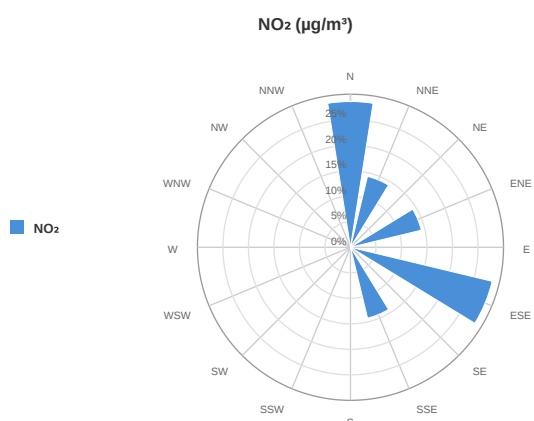 NO₂ (µg/m³)
N
NNW
NNE
NW
NE
25%
20%
15%
WNW
ENE
10%
5%
NO₂
0%
W
E
WSW
ESE
SW
SE
SSW
SSE